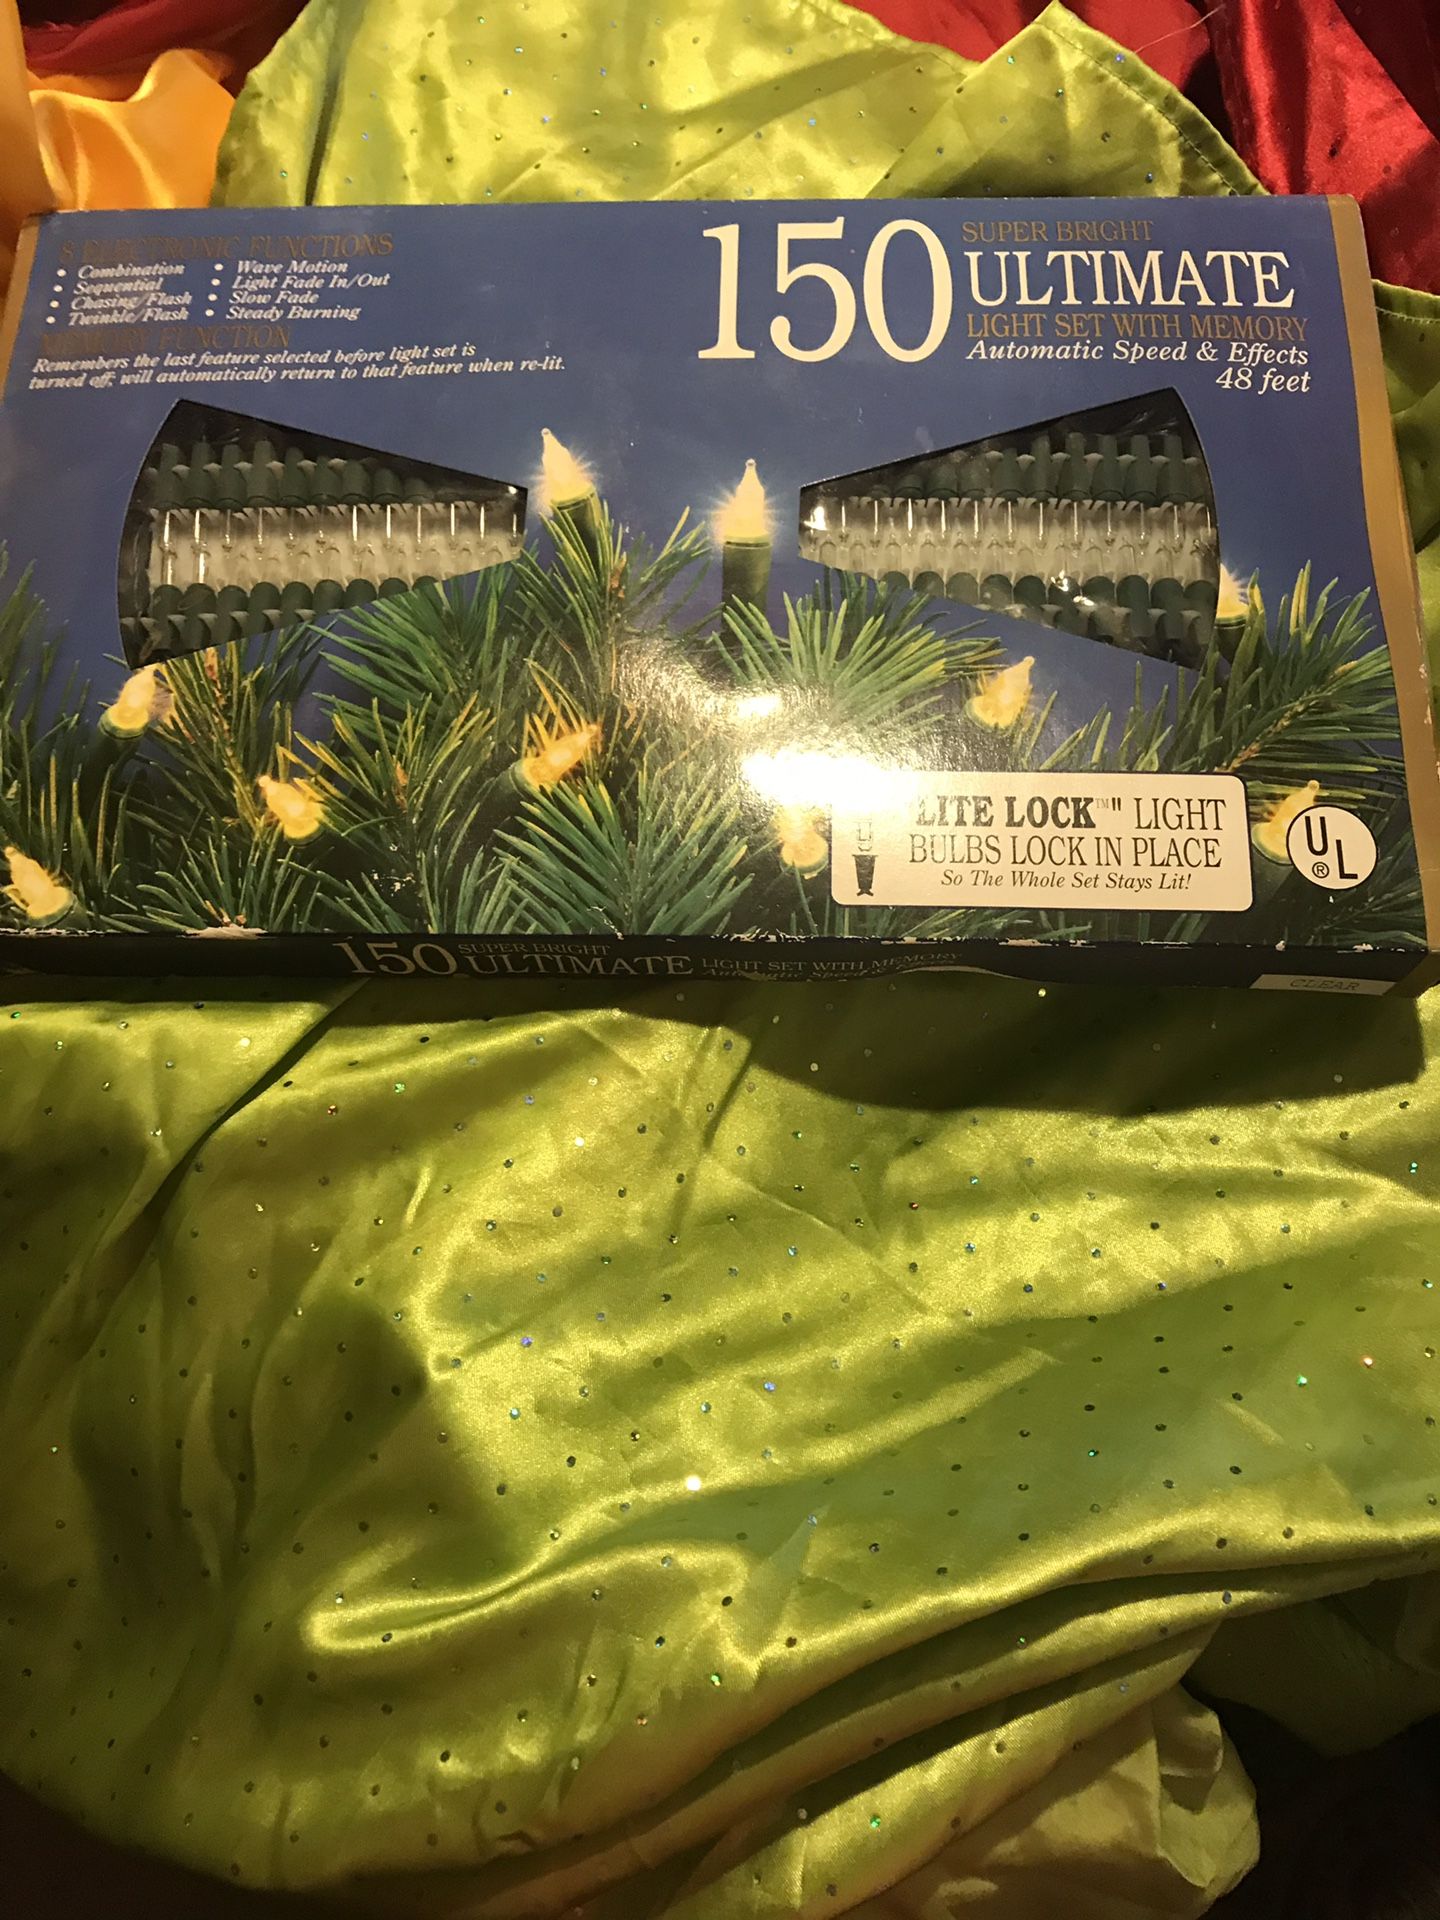 8 ELECTRONIC FUNCTIONS
• Combination • Wave Motion
• Sequential • Light Fade In/Out
• Chasing/Flash • Slow Fade
• Twinkle/Flash • Steady Burning
MEMORY FUNCTION
Remembers the last feature selected before light set is
turned off, will automatically return to that feature when re-lit.
150
SUPER BRIGHT
ULTIMATE
LIGHT SET WITH MEMORY
Automatic Speed & Effects
48 feet
"LITE LOCK™" LIGHT
BULBS LOCK IN PLACE
So The Whole Set Stays Lit!
UL®
150 SUPER BRIGHT
ULTIMATE LIGHT SET WITH MEMORY
Automatic Speed & Effects
CLEAR